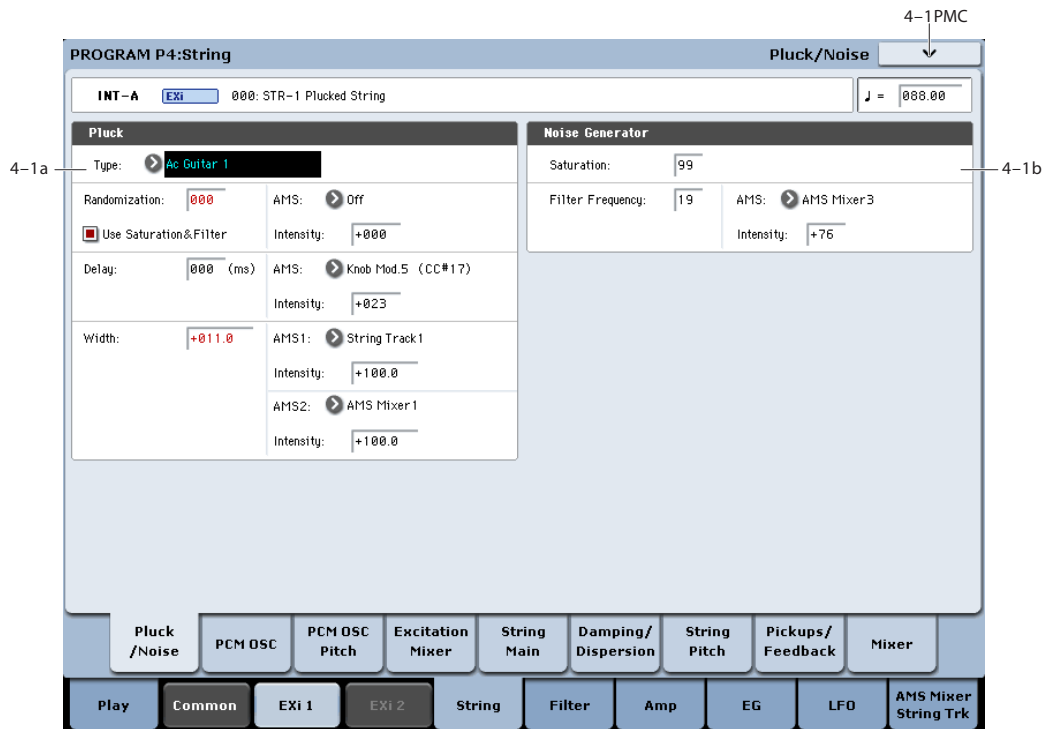 4–1PMC
PROGRAM P4:String Pluck/Noise
INT–A EXi 000: STR–1 Plucked String ♩ = 088.00
Pluck
4–1a
Type: Ac Guitar 1
Randomization: 000 AMS: Off
Use Saturation&Filter Intensity: +000
Delay: 000 (ms) AMS: Knob Mod.5 (CC#17)
Intensity: +023
Width: +011.0 AMS1: String Track1
Intensity: +100.0
AMS2: AMS Mixer1
Intensity: +100.0
Noise Generator
Saturation: 99
4–1b
Filter Frequency: 19 AMS: AMS Mixer3
Intensity: +76
Pluck
/Noise
PCM OSC
PCM OSC
Pitch
Excitation
Mixer
String
Main
Damping/
Dispersion
String
Pitch
Pickups/
Feedback
Mixer
Play
Common
EXi 1
EXi 2
String
Filter
Amp
EG
LFO
AMS Mixer
String Trk